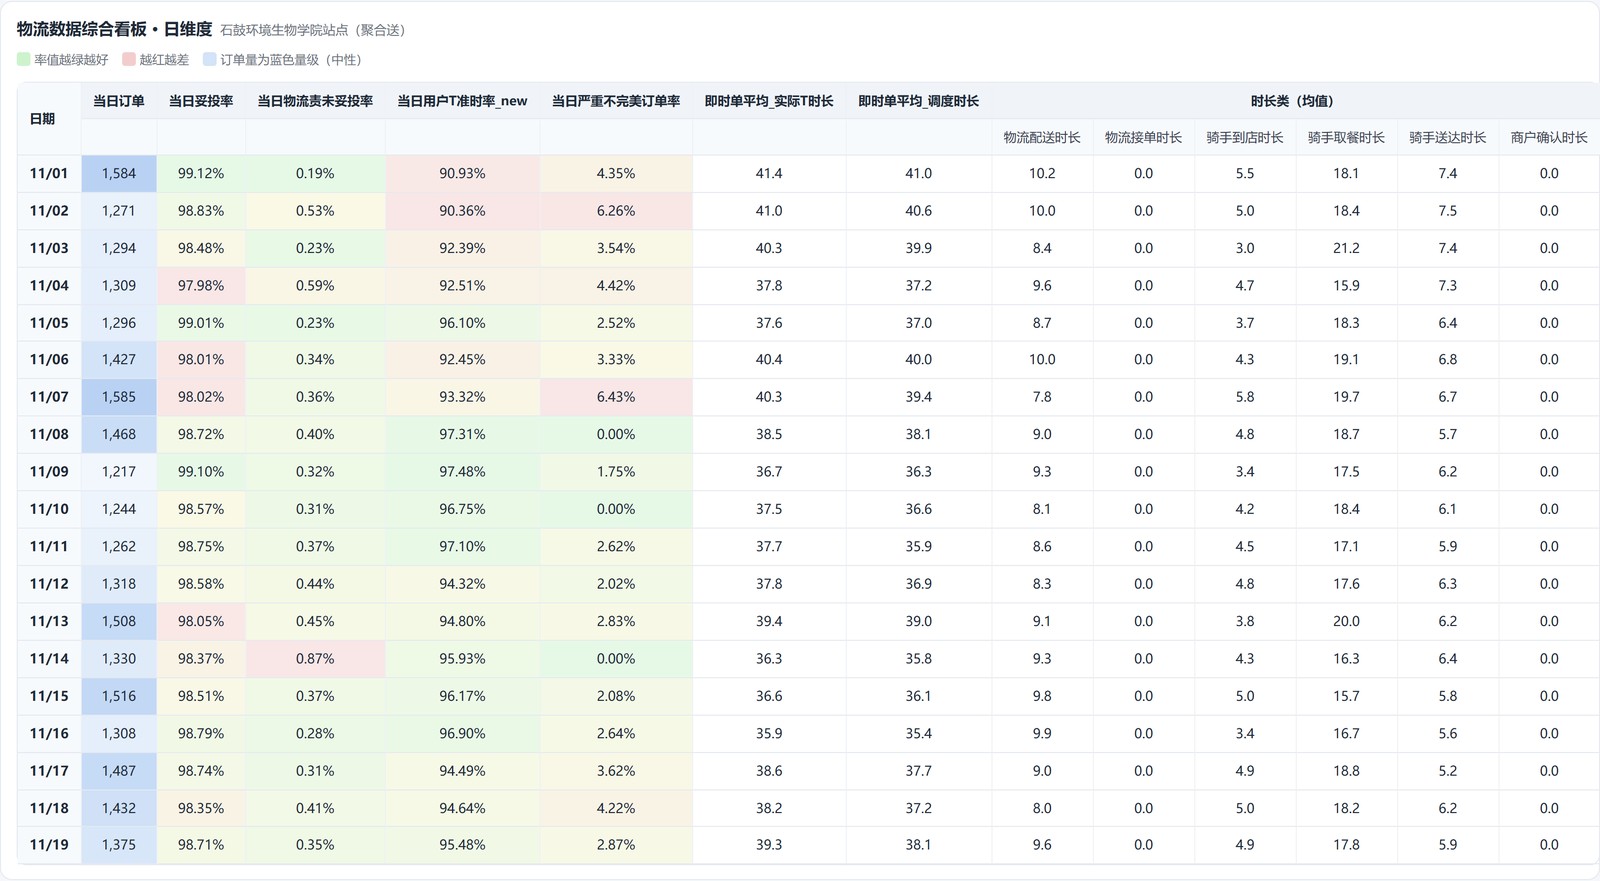 物流数据综合看板 • 日维度 石鼓环境生物学院站点（聚合送）
率值越绿越好 越红越差 订单量为蓝色量级（中性）
日期 当日订单 当日妥投率 当日物流责未妥投率 当日用户T准时率_new 当日严重不完美订单率 即时单平均_实际T时长 即时单平均_调度时长 时长类（均值）
物流配送时长 物流接单时长 骑手到店时长 骑手取餐时长 骑手送达时长 商户确认时长
11/01 1,584 99.12% 0.19% 90.93% 4.35% 41.4 41.0 10.2 0.0 5.5 18.1 7.4 0.0
11/02 1,271 98.83% 0.53% 90.36% 6.26% 41.0 40.6 10.0 0.0 5.0 18.4 7.5 0.0
11/03 1,294 98.48% 0.23% 92.39% 3.54% 40.3 39.9 8.4 0.0 3.0 21.2 7.4 0.0
11/04 1,309 97.98% 0.59% 92.51% 4.42% 37.8 37.2 9.6 0.0 4.7 15.9 7.3 0.0
11/05 1,296 99.01% 0.23% 96.10% 2.52% 37.6 37.0 8.7 0.0 3.7 18.3 6.4 0.0
11/06 1,427 98.01% 0.34% 92.45% 3.33% 40.4 40.0 10.0 0.0 4.3 19.1 6.8 0.0
11/07 1,585 98.02% 0.36% 93.32% 6.43% 40.3 39.4 7.8 0.0 5.8 19.7 6.7 0.0
11/08 1,468 98.72% 0.40% 97.31% 0.00% 38.5 38.1 9.0 0.0 4.8 18.7 5.7 0.0
11/09 1,217 99.10% 0.32% 97.48% 1.75% 36.7 36.3 9.3 0.0 3.4 17.5 6.2 0.0
11/10 1,244 98.57% 0.31% 96.75% 0.00% 37.5 36.6 8.1 0.0 4.2 18.4 6.1 0.0
11/11 1,262 98.75% 0.37% 97.10% 2.62% 37.7 35.9 8.6 0.0 4.5 17.1 5.9 0.0
11/12 1,318 98.58% 0.44% 94.32% 2.02% 37.8 36.9 8.3 0.0 4.8 17.6 6.3 0.0
11/13 1,508 98.05% 0.45% 94.80% 2.83% 39.4 39.0 9.1 0.0 3.8 20.0 6.2 0.0
11/14 1,330 98.37% 0.87% 95.93% 0.00% 36.3 35.8 9.3 0.0 4.3 16.3 6.4 0.0
11/15 1,516 98.51% 0.37% 96.17% 2.08% 36.6 36.1 9.8 0.0 5.0 15.7 5.8 0.0
11/16 1,308 98.79% 0.28% 96.90% 2.64% 35.9 35.4 9.9 0.0 3.4 16.7 5.6 0.0
11/17 1,487 98.74% 0.31% 94.49% 3.62% 38.6 37.7 9.0 0.0 4.9 18.8 5.2 0.0
11/18 1,432 98.35% 0.41% 94.64% 4.22% 38.2 37.2 8.0 0.0 5.0 18.2 6.2 0.0
11/19 1,375 98.71% 0.35% 95.48% 2.87% 39.3 38.1 9.6 0.0 4.9 17.8 5.9 0.0